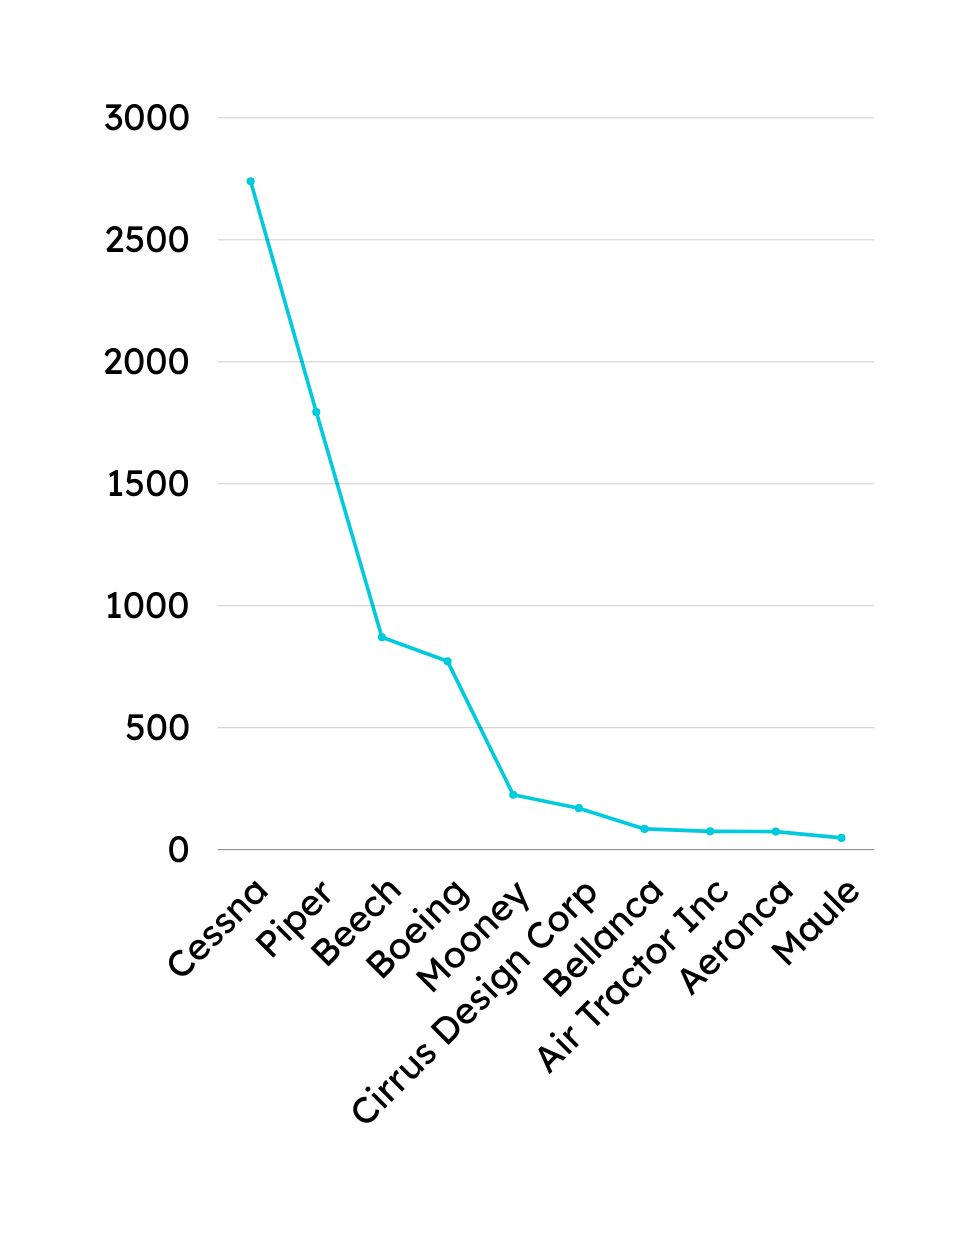 3000
2500
2000
1500
1000
500
0
Cessna
Piper
Beech
Boeing
Mooney
Cirrus Design Corp
Bellanca
Air Tractor Inc
Aeronca
Maule